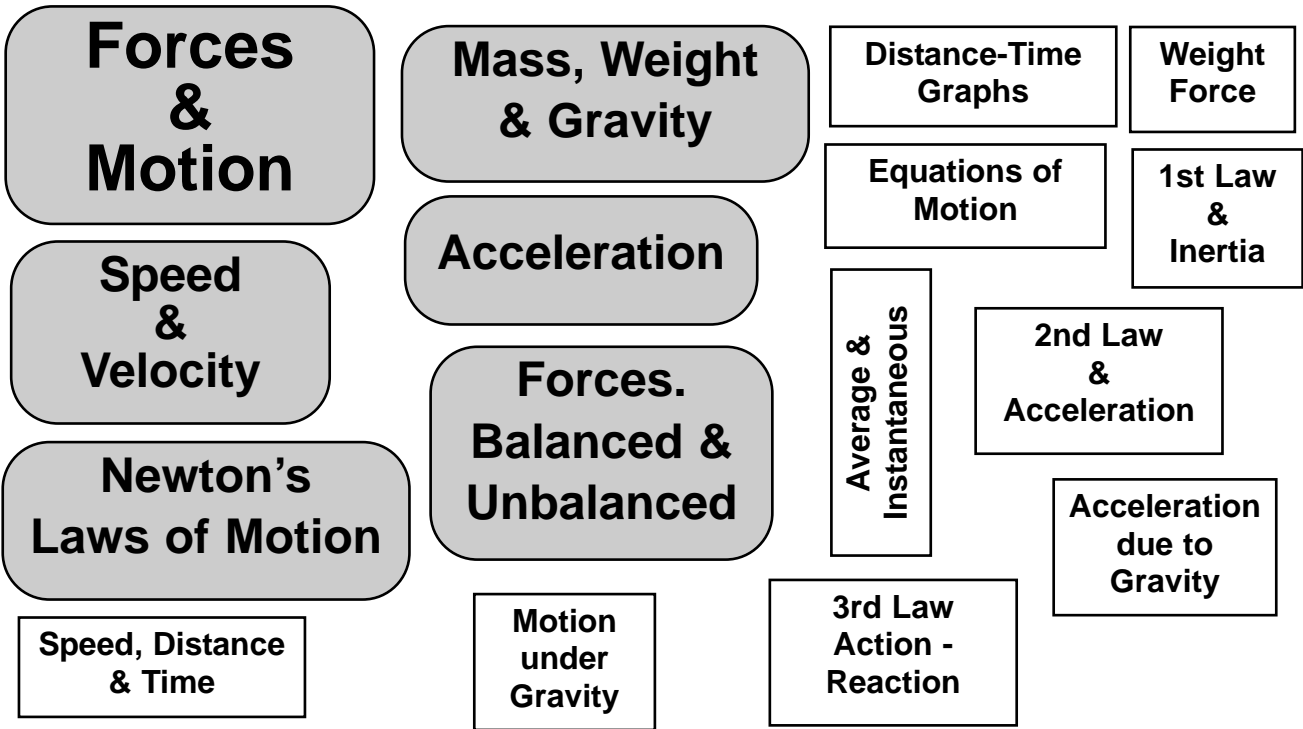 Forces
&
Motion
Speed
&
Velocity
Newton’s
Laws of Motion
Speed, Distance
& Time
Mass, Weight
& Gravity
Acceleration
Forces.
Balanced &
Unbalanced
Motion
under
Gravity
Distance-Time
Graphs
Weight
Force
Equations of
Motion
1st Law
&
Inertia
Average &
Instantaneous
2nd Law
&
Acceleration
Acceleration
due to
Gravity
3rd Law
Action -
Reaction